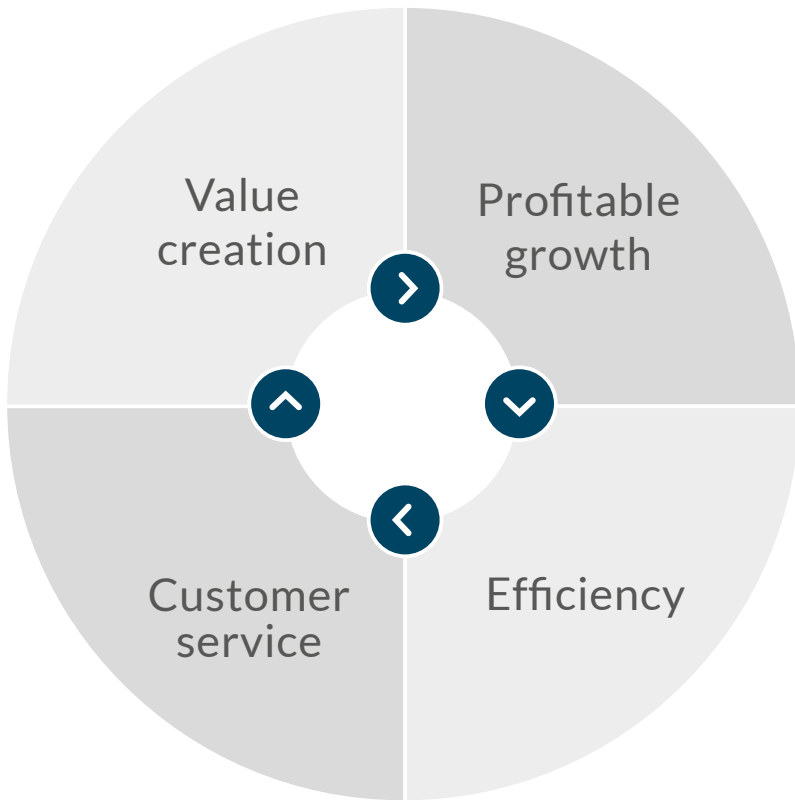 Value
creation
Profitable
growth
Customer
service
Efficiency